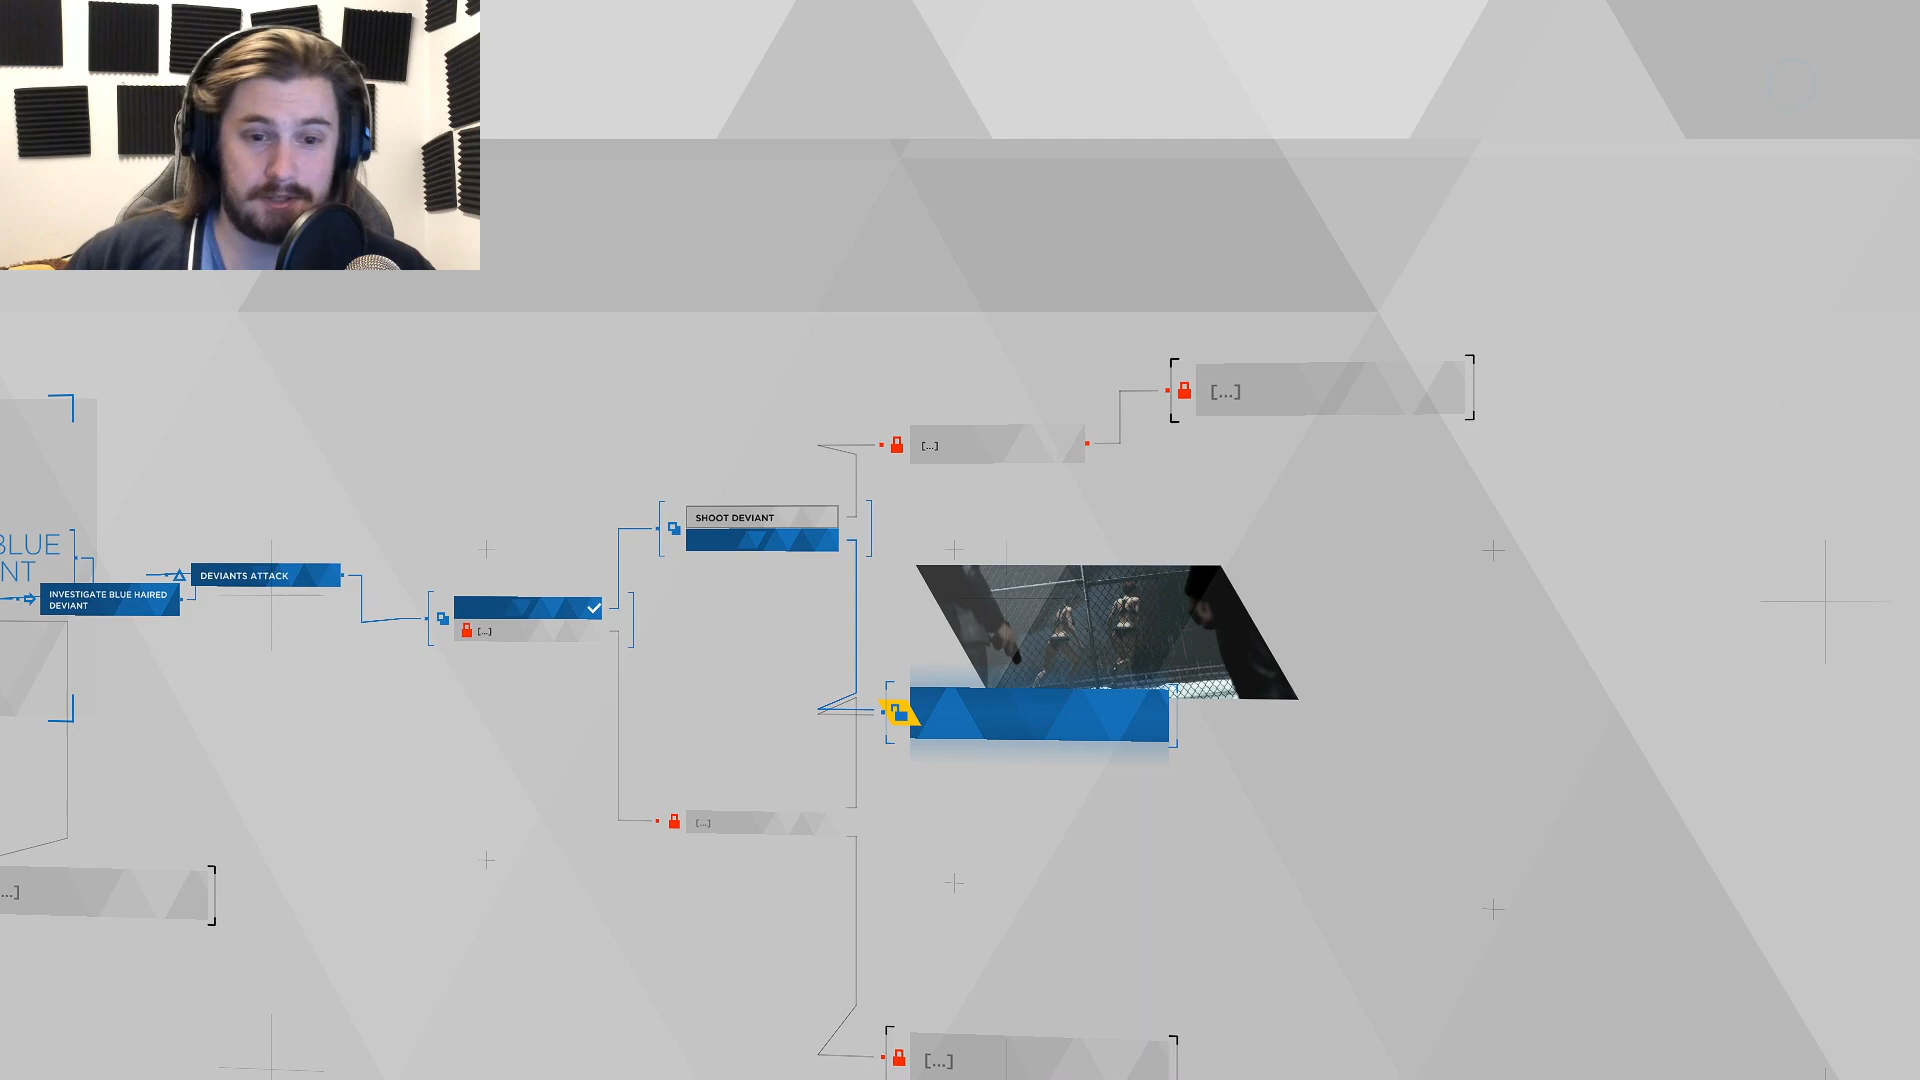 [...]
[...]
SHOOT DEVIANT
BLUE
NT
DEVIANTS ATTACK
INVESTIGATE BLUE HAIRED
DEVIANT
[...]
[...]
...]
[...]